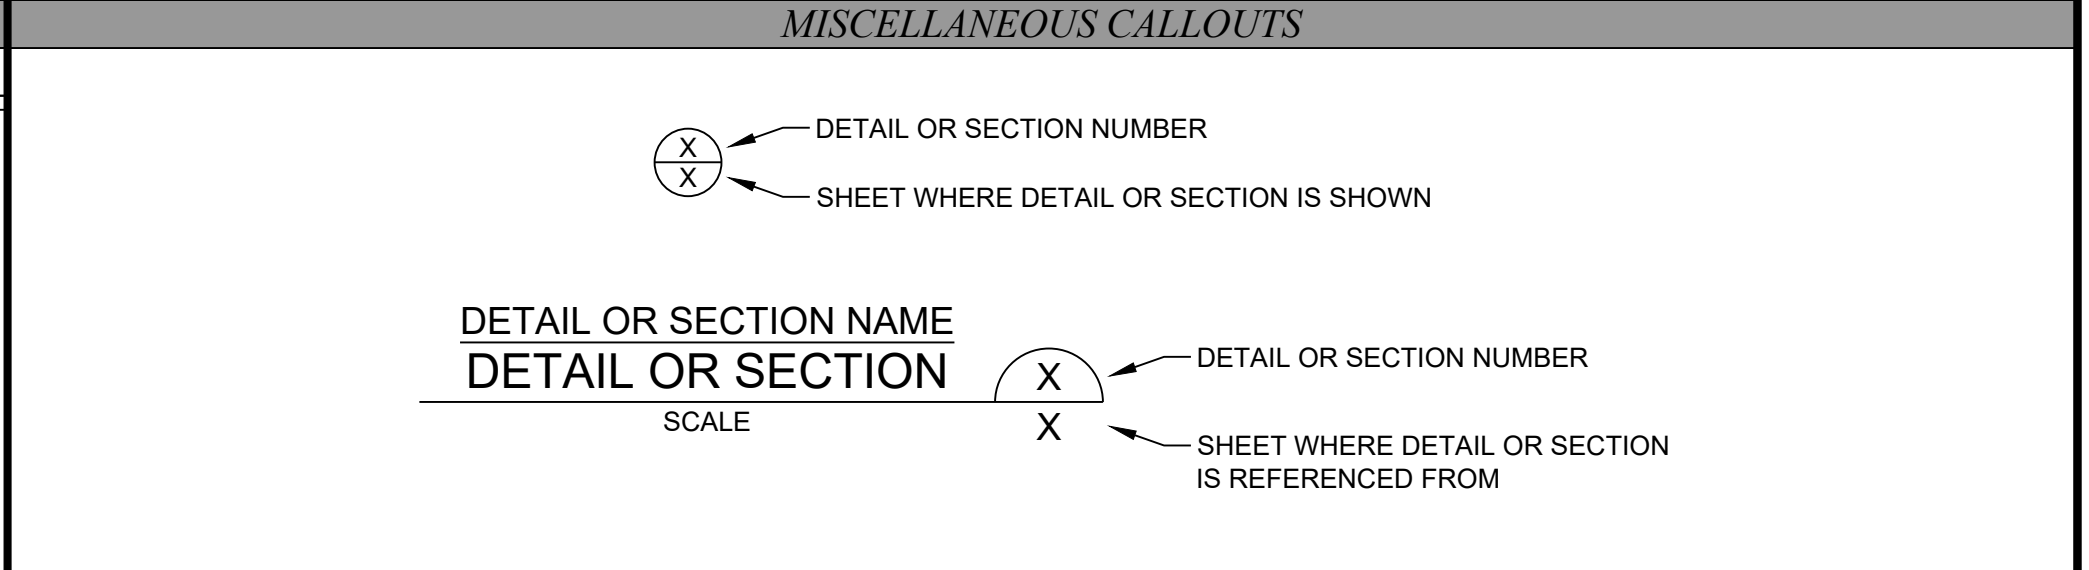 MISCELLANEOUS CALLOUTS
X
DETAIL OR SECTION NUMBER
X
SHEET WHERE DETAIL OR SECTION IS SHOWN
DETAIL OR SECTION NAME
DETAIL OR SECTION
X
DETAIL OR SECTION NUMBER
SCALE
X
SHEET WHERE DETAIL OR SECTION
IS REFERENCED FROM